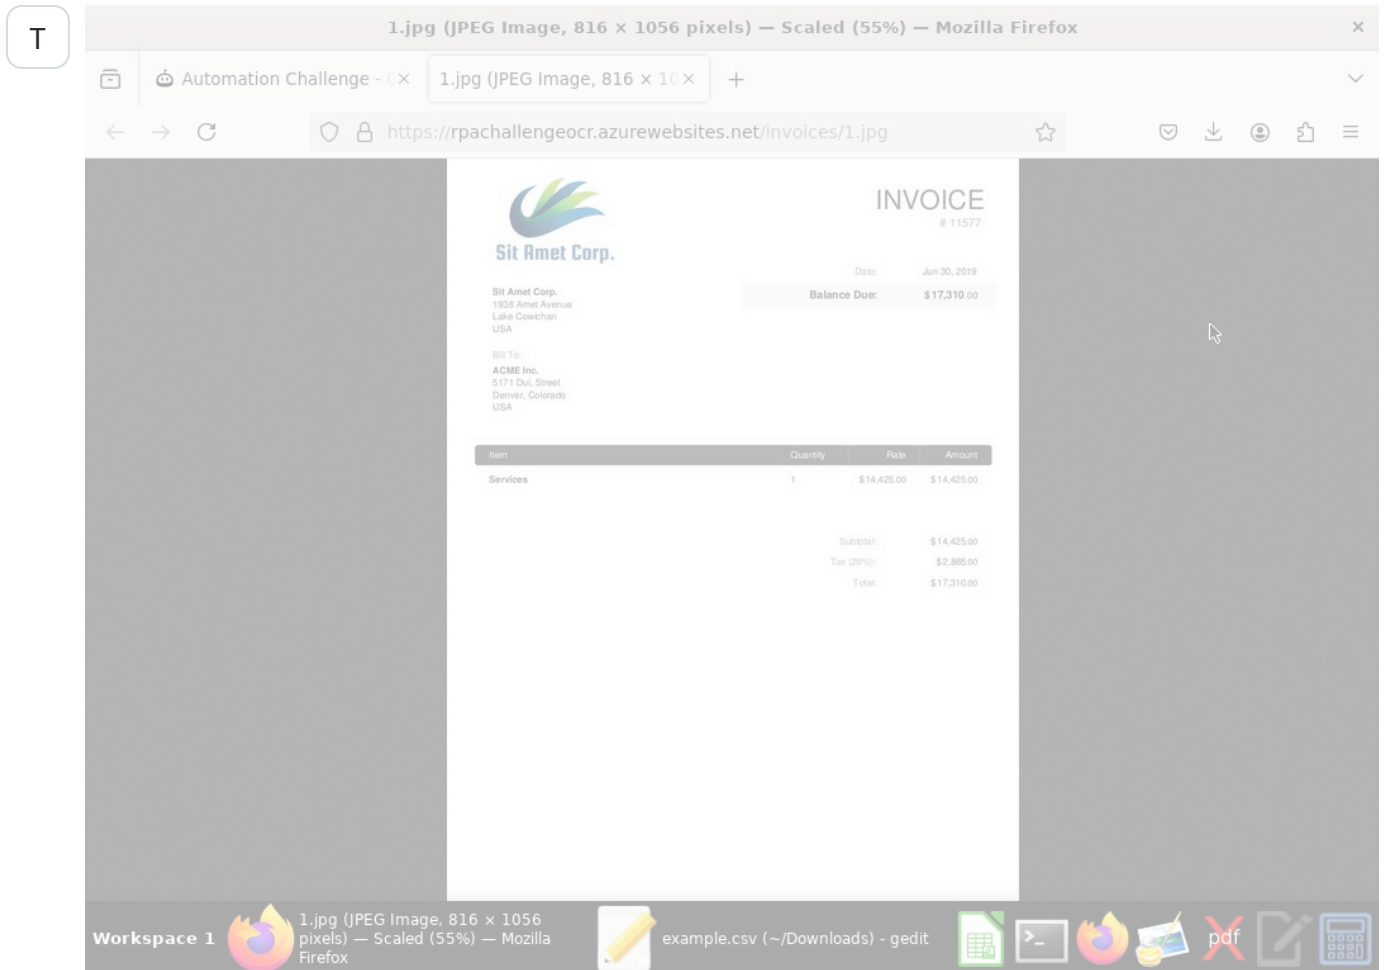 T
1.jpg (JPEG Image, 816 × 1056 pixels) — Scaled (55%) — Mozilla Firefox
Automation Challenge -
1.jpg (JPEG Image, 816 × 10
https://rpachallengeocr.azurewebsites.net/invoices/1.jpg
Sit Amet Corp.
INVOICE
# 11577
Date: Jun 30, 2019
Balance Due: $17,310.00
Sit Amet Corp.
1938 Amet Avenue
Lake Cowichan
USA
Bill To:
ACME Inc.
5171 Dui, Street
Denver, Colorado
USA
Item Quantity Rate Amount
Services 1 $14,425.00 $14,425.00
Subtotal: $14,425.00
Tax (20%): $2,885.00
Total: $17,310.00
Workspace 1
1.jpg (JPEG Image, 816 × 1056
pixels) — Scaled (55%) — Mozilla
Firefox
example.csv (~/Downloads) - gedit
pdf